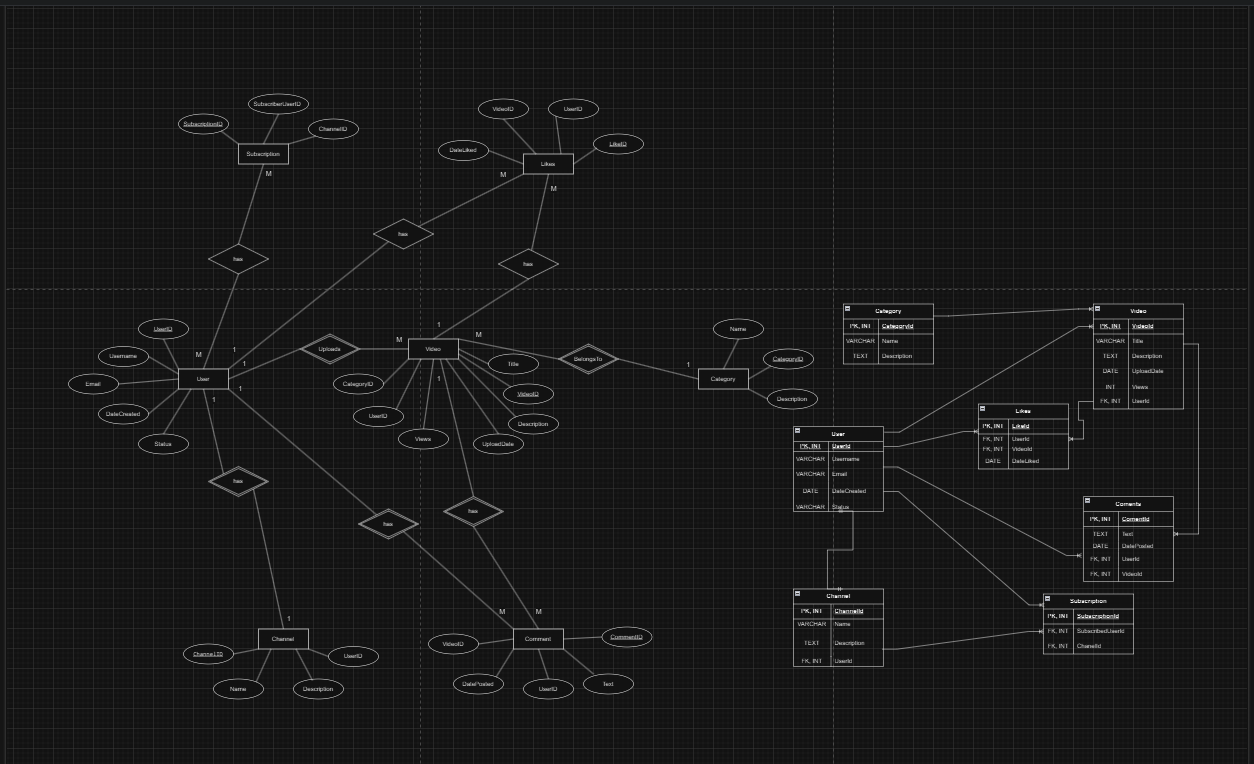 SubscriptionID
SubscriberUserID
ChannelID
Subscription
M
has
VideoID
UserID
DateLiked
LikeID
Likes
M
M
has
has
UserID
Username
Email
DateCreated
Status
User
M
1
1
1
1
Uploads
M
Video
1
M
1
CategoryID
UserID
Views
UploadDate
Description
VideoID
Title
BelongsTo
1
Category
Name
CategoryID
Description
has
has
has
1
Channel
Name
Description
UserID
M
M
Comment
VideoID
DatePosted
UserID
Text
CommentID
Category
PK, INT CategoryId
VARCHAR Name
TEXT Description
Video
PK, INT VideoId
VARCHAR Title
TEXT Description
DATE UploadDate
INT Views
FK, INT UserId
Likes
PK, INT LikeId
FK, INT UserId
FK, INT VideoId
DATE DateLiked
User
PK, INT UserId
VARCHAR Username
VARCHAR Email
DATE DateCreated
VARCHAR Status
Coments
PK, INT ComentId
TEXT Text
DATE DatePosted
FK, INT UserId
FK, INT VideoId
Channel
PK, INT ChannelId
VARCHAR Name
TEXT Description
FK, INT UserId
Subscription
PK, INT SubscriptionId
FK, INT SubscribedUserId
FK, INT ChanelId